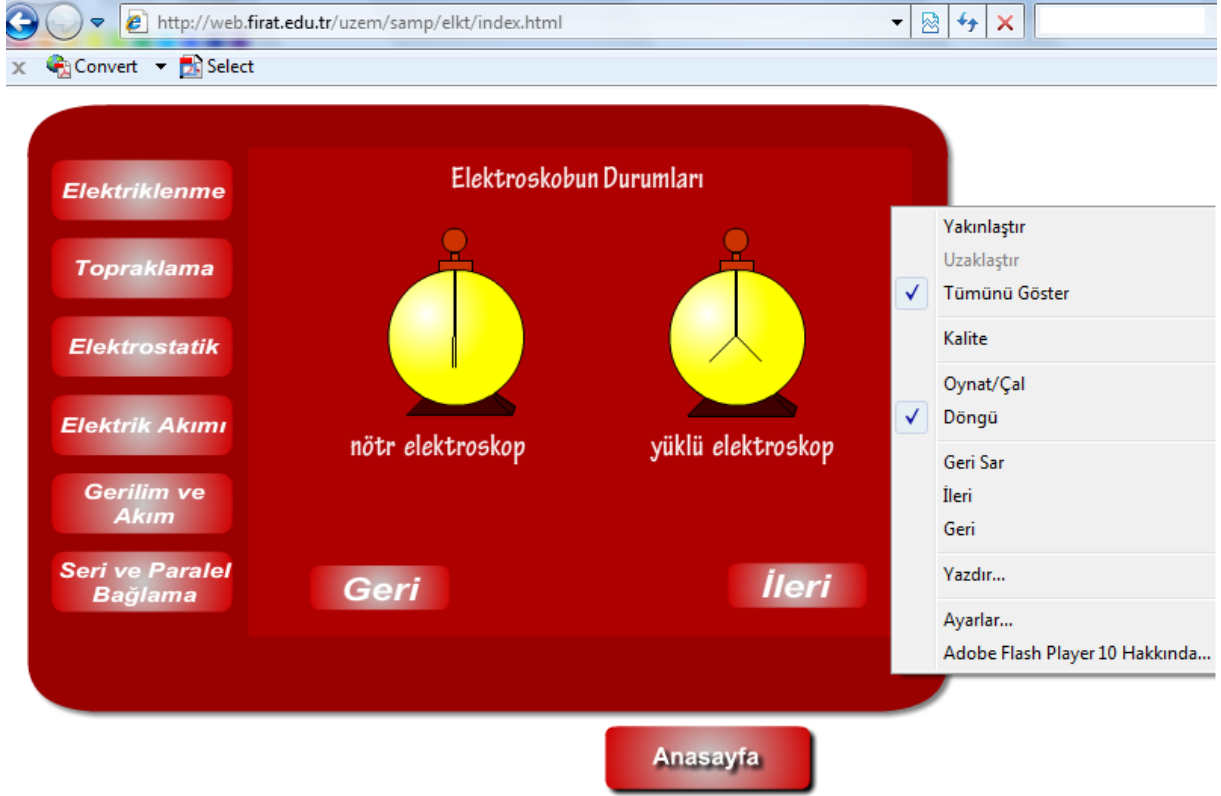 http://web.firat.edu.tr/uzem/samp/elkt/index.html
x Convert Select
Elektriklenme
Topraklama
Elektrostatik
Elektrik Akımı
Gerilim ve
Akım
Seri ve Paralel
Bağlama
Elektroskobun Durumları
nötr elektroskop
yüklü elektroskop
Geri
İleri
Yakınlaştır
Uzaklaştır
Tümünü Göster
Kalite
Oynat/Çal
Döngü
Geri Sar
İleri
Geri
Yazdır...
Ayarlar...
Adobe Flash Player 10 Hakkında...
Anasayfa